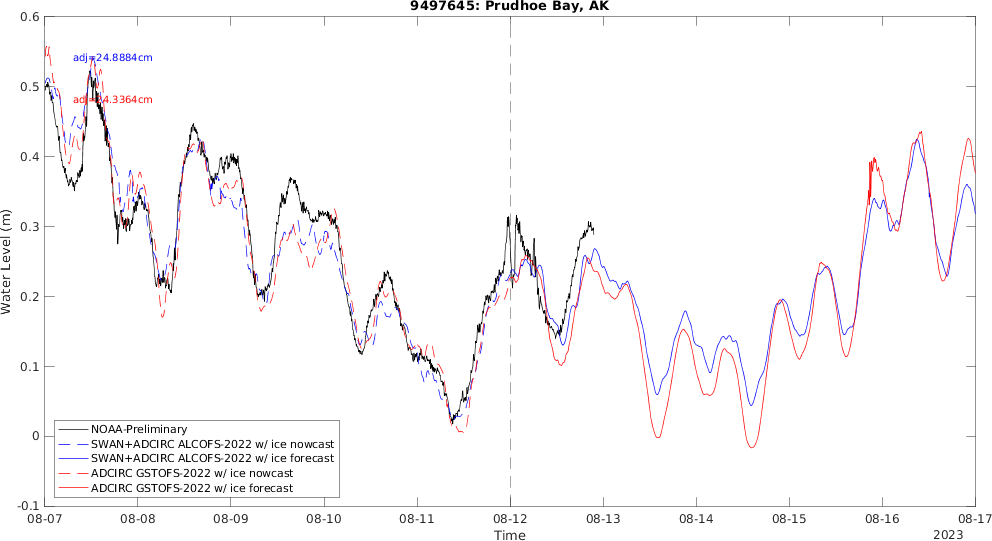 9497645: Prudhoe Bay, AK
0.6
0.5
0.4
0.3
0.2
0.1
0
-0.1
Water Level (m)
adj=24.8884cm
adj=24.3364cm
NOAA-Preliminary
SWAN+ADCIRC ALCOFS-2022 w/ ice nowcast
SWAN+ADCIRC ALCOFS-2022 w/ ice forecast
ADCIRC GSTOFS-2022 w/ ice nowcast
ADCIRC GSTOFS-2022 w/ ice forecast
08-07 08-08 08-09 08-10 08-11 08-12 08-13 08-14 08-15 08-16 08-17
Time
2023